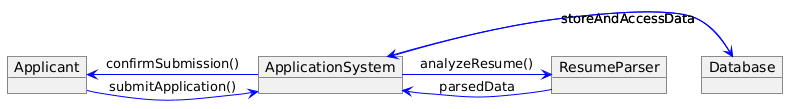 storeAndAccessData
Applicant
confirmSubmission()
submitApplication()
ApplicationSystem
analyzeResume()
parsedData
ResumeParser
Database